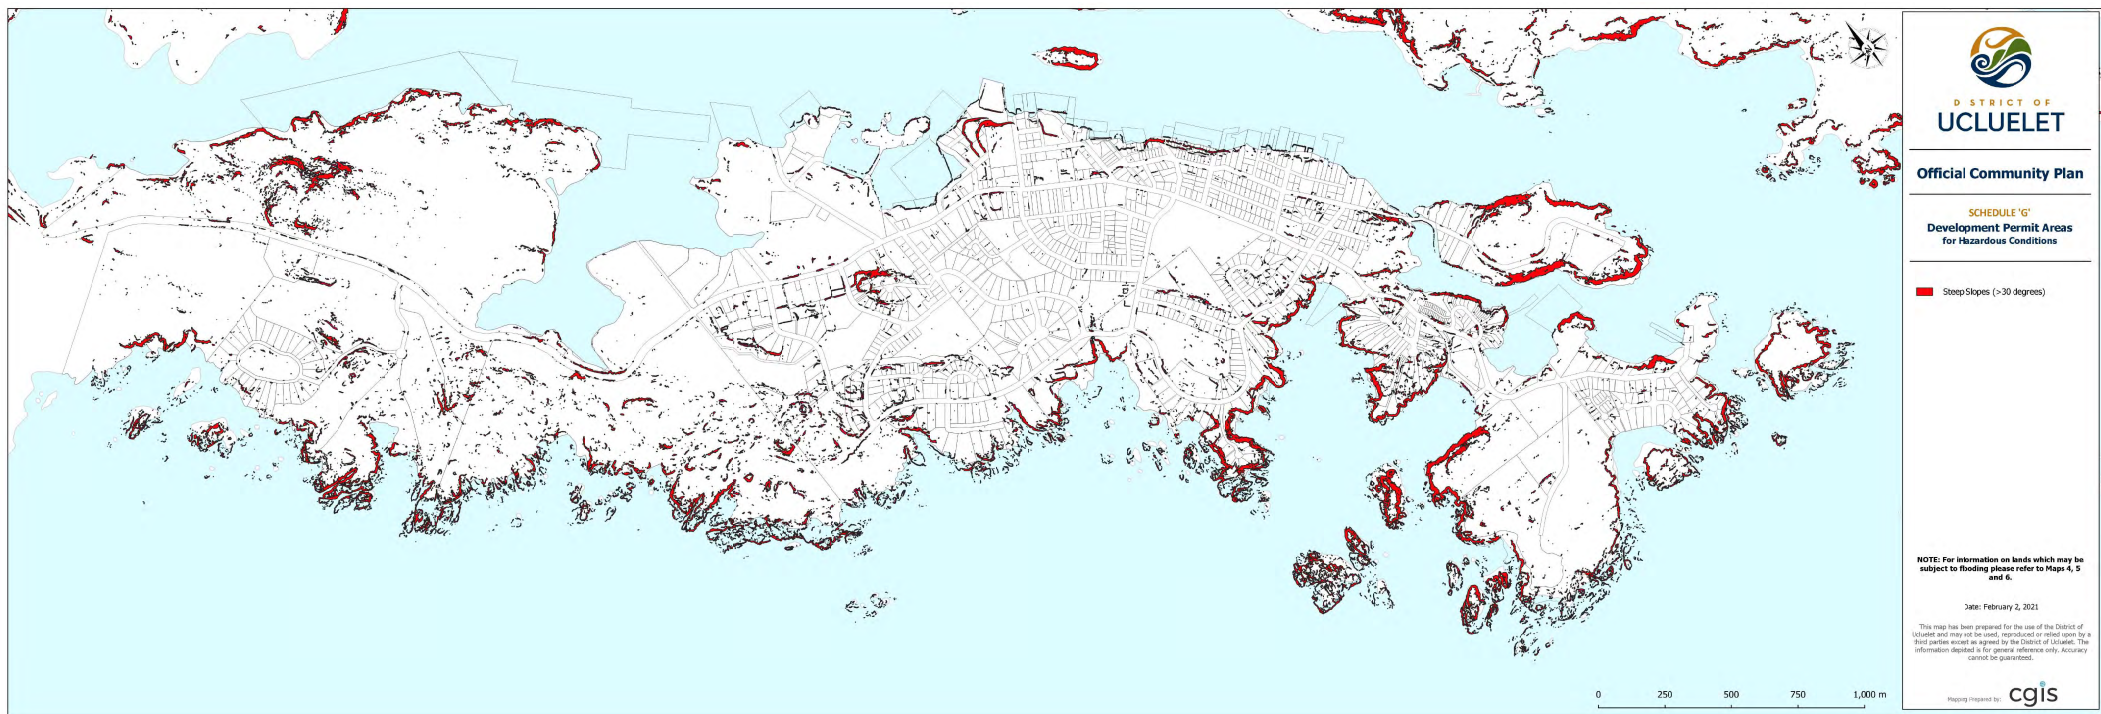 D STRICT OF
UCLUELET
Official Community Plan
SCHEDULE 'G'
Development Permit Areas
for Hazardous Conditions
Steep Slopes (>30 degrees)
NOTE: For information on lands which may be
subject to flooding please refer to Maps 4, 5
and 6.
Date: February 2, 2021
This map has been prepared for the use of the District of
Ucluelet and may not be used, reproduced or relied upon by a
third parties except as agreed by the District of Ucluelet. The
information depicted is for general reference only. Accuracy
cannot be guaranteed.
Mapping Prepared by: cgis
0 250 500 750 1,000 m